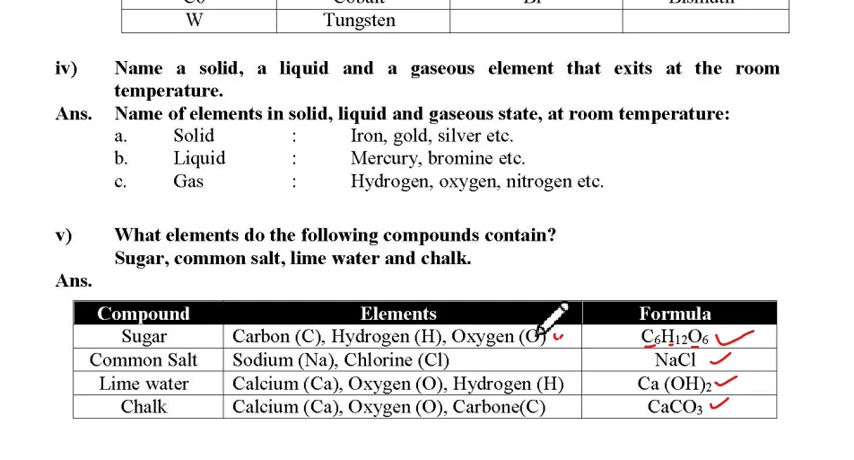 W Tungsten
iv) Name a solid, a liquid and a gaseous element that exits at the room
temperature.
Ans. Name of elements in solid, liquid and gaseous state, at room temperature:
a. Solid : Iron, gold, silver etc.
b. Liquid : Mercury, bromine etc.
c. Gas : Hydrogen, oxygen, nitrogen etc.
v) What elements do the following compounds contain?
Sugar, common salt, lime water and chalk.
Ans.
Compound Elements Formula
Sugar Carbon (C), Hydrogen (H), Oxygen (O) C₆H₁₂O₆
Common Salt Sodium (Na), Chlorine (Cl) NaCl
Lime water Calcium (Ca), Oxygen (O), Hydrogen (H) Ca (OH)₂
Chalk Calcium (Ca), Oxygen (O), Carbone(C) CaCO₃